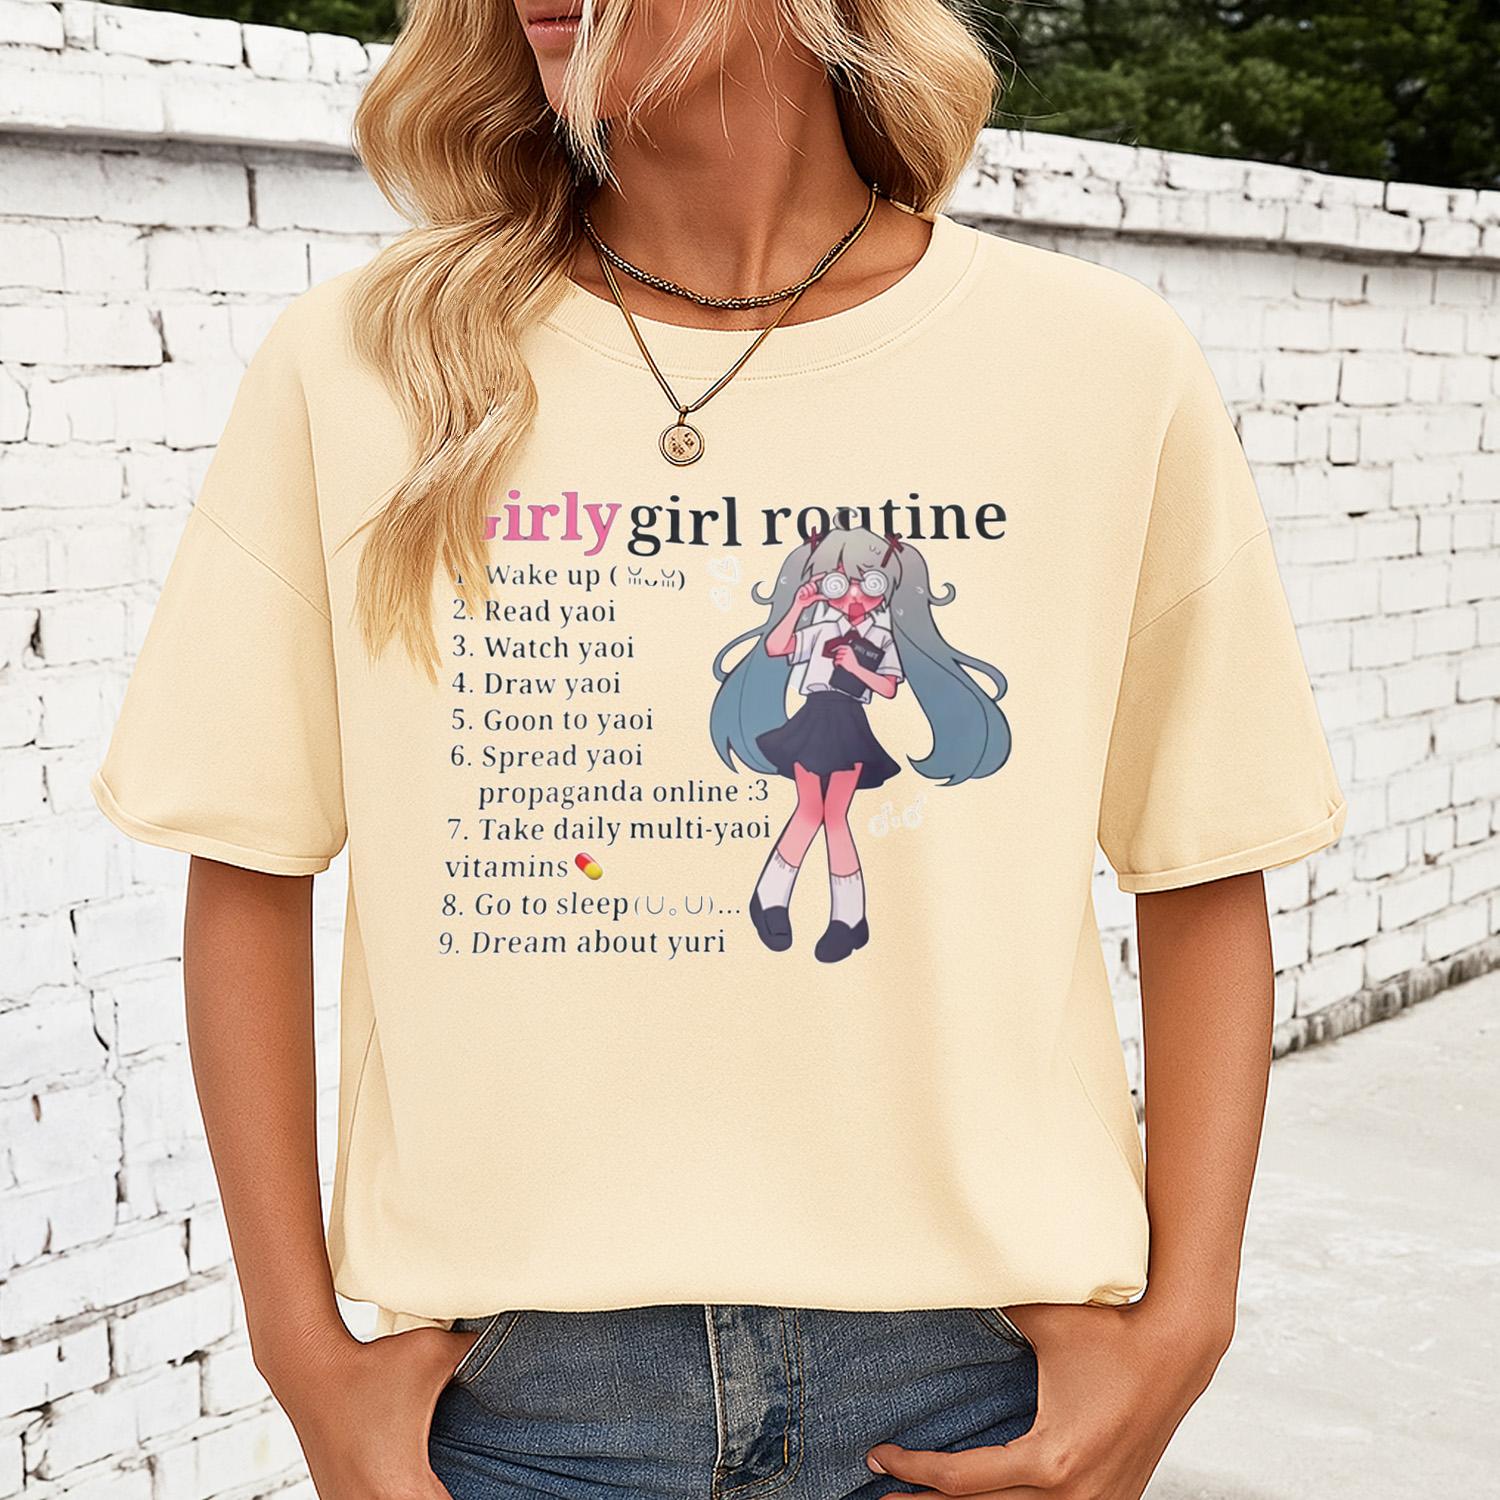 Girly girl routine
1. Wake up ( ᵕ̈ᴗᵕ̈)
2. Read yaoi
3. Watch yaoi
4. Draw yaoi
5. Goon to yaoi
6. Spread yaoi
propaganda online :3
7. Take daily multi-yaoi
vitamins💊
8. Go to sleep(∪。∪)...
9. Dream about yuri